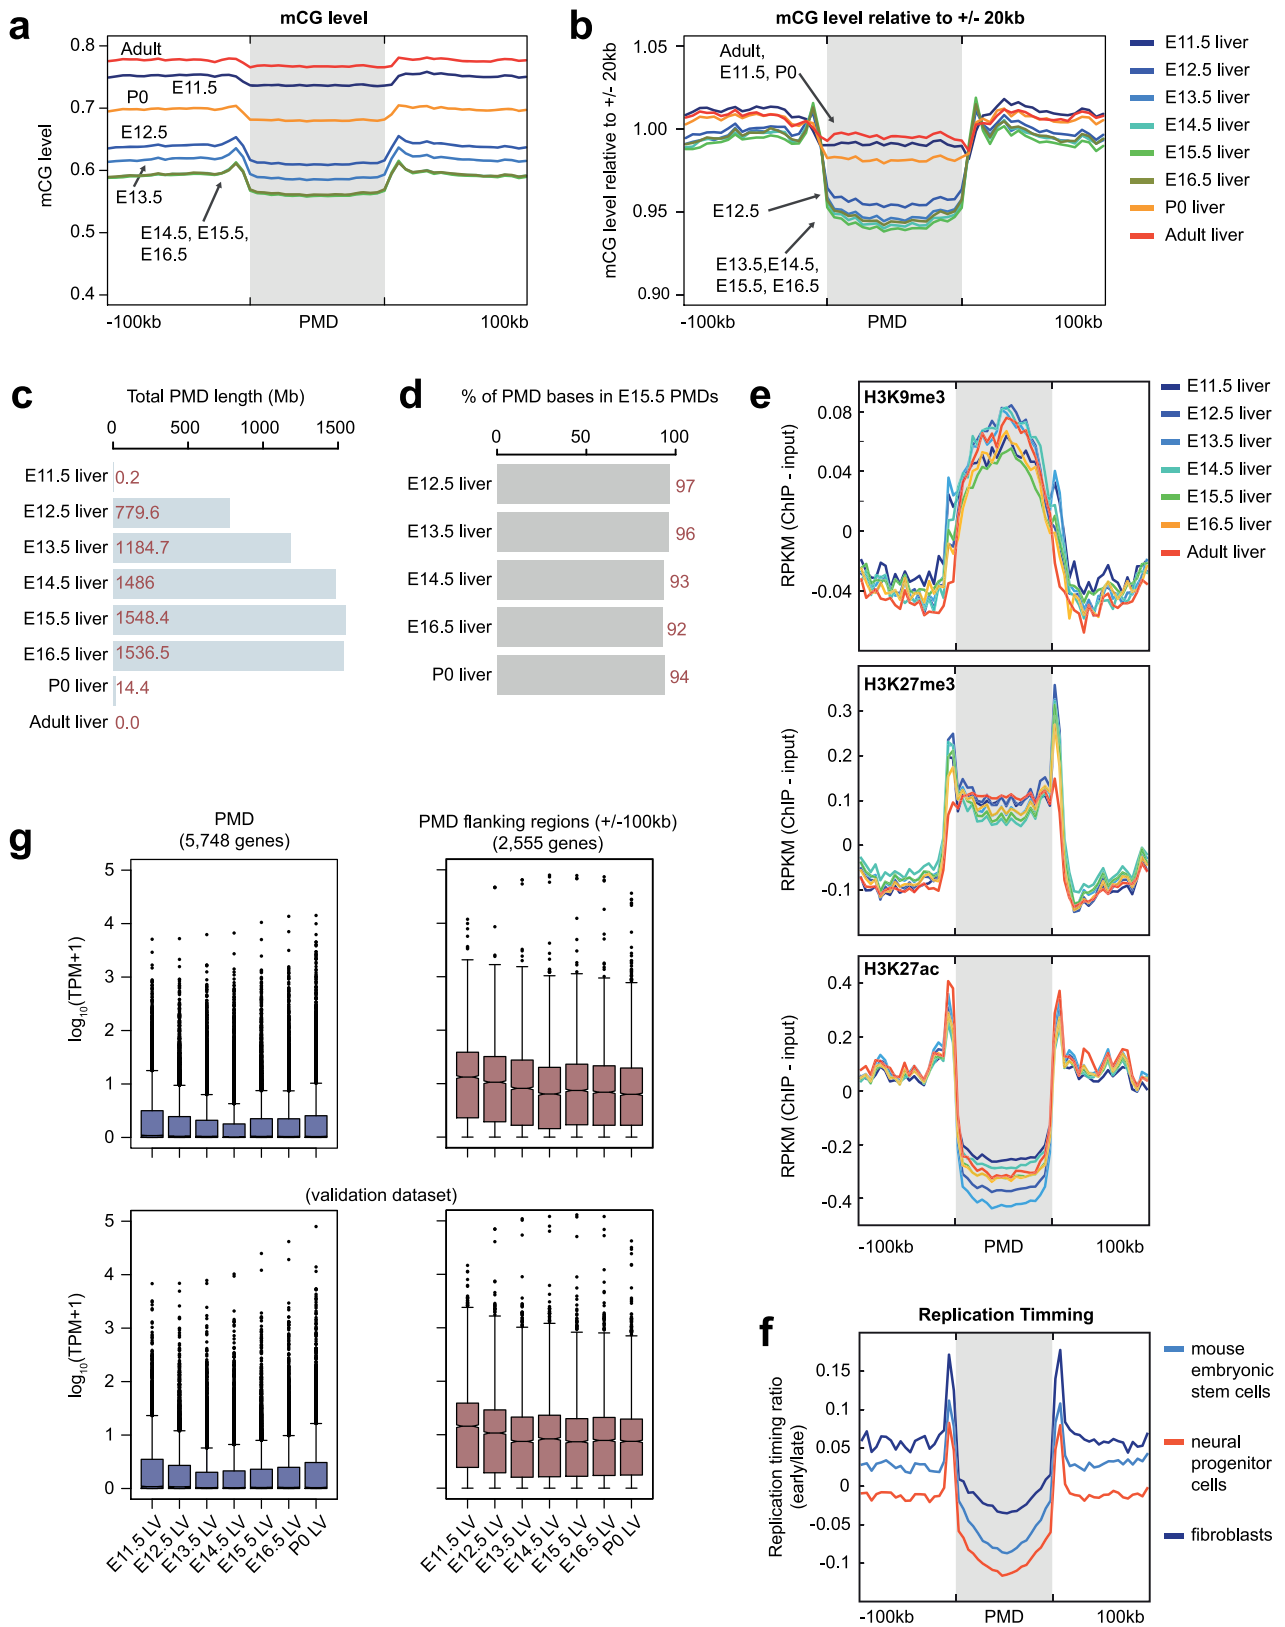 a
mCG level
0.8
0.7
0.6
0.5
0.4
mCG level
Adult
E11.5
P0
E12.5
E13.5
E14.5, E15.5,
E16.5
-100kb PMD 100kb
b
mCG level relative to +/- 20kb
1.05
1.00
0.95
0.90
mCG level relative to +/- 20kb
Adult,
E11.5, P0
E12.5
E13.5,E14.5,
E15.5, E16.5
-100kb PMD 100kb
E11.5 liver
E12.5 liver
E13.5 liver
E14.5 liver
E15.5 liver
E16.5 liver
P0 liver
Adult liver
c
Total PMD length (Mb)
0 500 1000 1500
E11.5 liver 0.2
E12.5 liver 779.6
E13.5 liver 1184.7
E14.5 liver 1486
E15.5 liver 1548.4
E16.5 liver 1536.5
P0 liver 14.4
Adult liver 0.0
d
% of PMD bases in E15.5 PMDs
0 50 100
E12.5 liver 97
E13.5 liver 96
E14.5 liver 93
E16.5 liver 92
P0 liver 94
e
H3K9me3
0.08
0.04
0
-0.04
RPKM (ChIP - input)
E11.5 liver
E12.5 liver
E13.5 liver
E14.5 liver
E15.5 liver
E16.5 liver
Adult liver
H3K27me3
0.3
0.2
0.1
0
-0.1
RPKM (ChIP - input)
H3K27ac
0.4
0.2
0
-0.2
-0.4
RPKM (ChIP - input)
-100kb PMD 100kb
f
Replication Timming
0.15
0.1
0.05
0
-0.05
-0.1
Replication timing ratio
(early/late)
-100kb PMD 100kb
mouse
embryonic
stem cells
neural
progenitor
cells
fibroblasts
g
PMD
(5,748 genes)
PMD flanking regions (+/-100kb)
(2,555 genes)
5
4
3
2
1
0
log10(TPM+1)
(validation dataset)
5
4
3
2
1
0
log10(TPM+1)
E11.5 LV
E12.5 LV
E13.5 LV
E14.5 LV
E15.5 LV
E16.5 LV
P0 LV
E11.5 LV
E12.5 LV
E13.5 LV
E14.5 LV
E15.5 LV
E16.5 LV
P0 LV